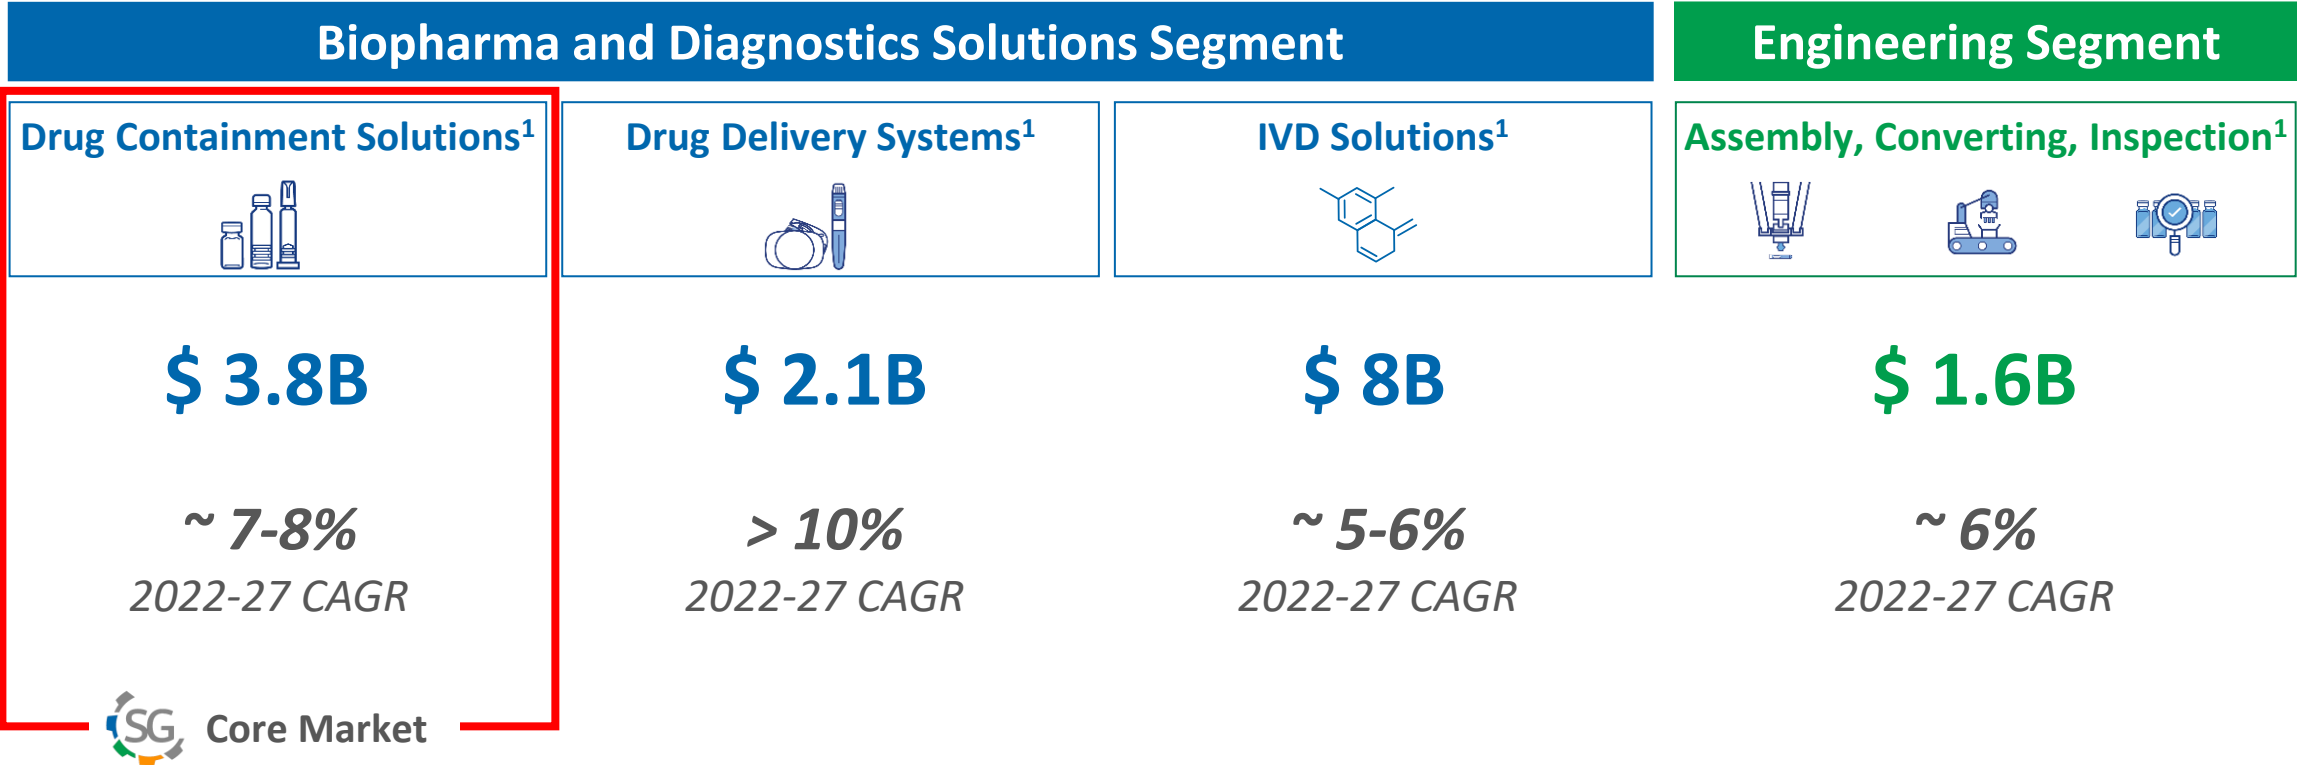 Biopharma and Diagnostics Solutions Segment
Engineering Segment
Drug Containment Solutions¹
Drug Delivery Systems¹
IVD Solutions¹
Assembly, Converting, Inspection¹
$ 3.8B
$ 2.1B
$ 8B
$ 1.6B
~ 7-8%
> 10%
~ 5-6%
~ 6%
2022-27 CAGR
2022-27 CAGR
2022-27 CAGR
2022-27 CAGR
SG
Core Market